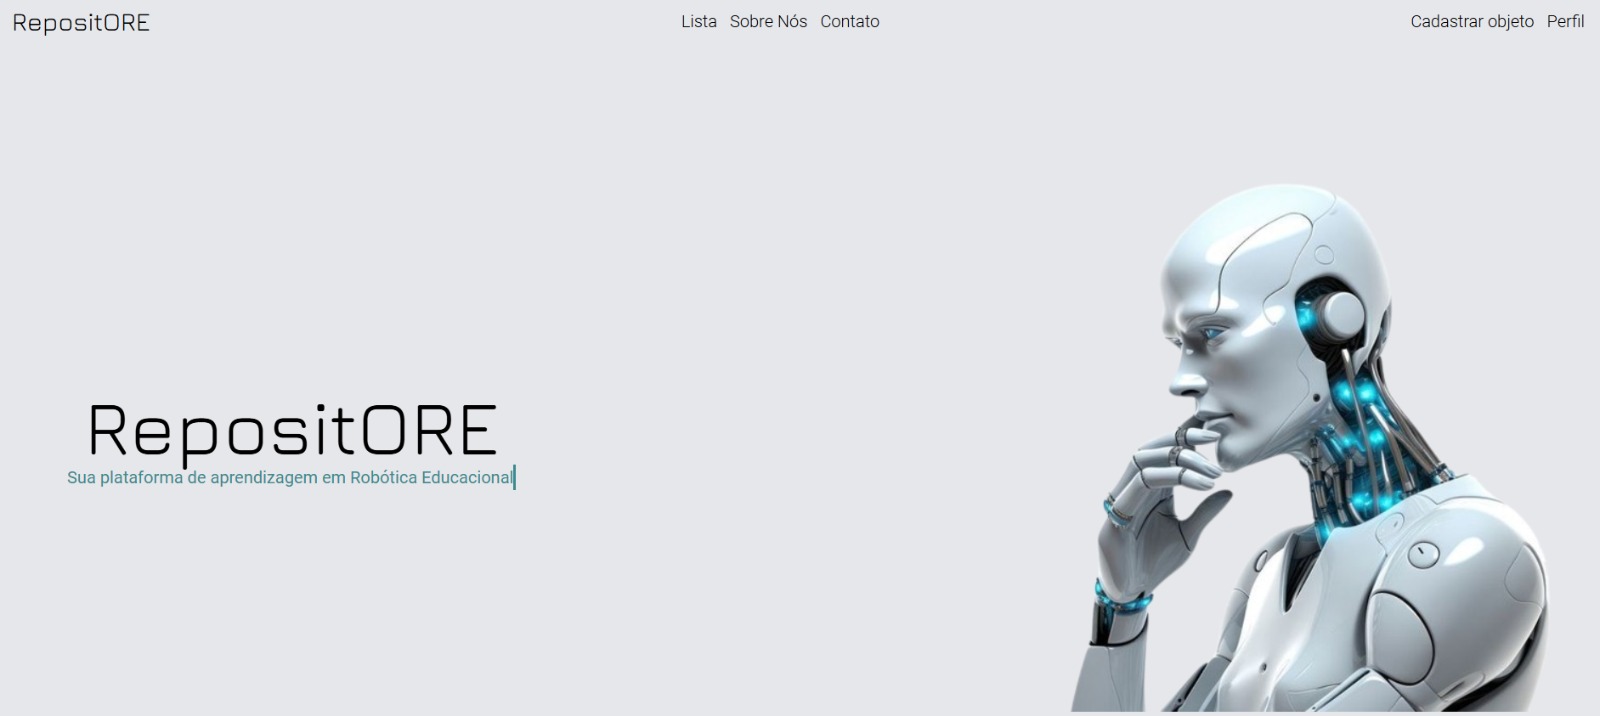 RepositORE
Lista Sobre Nós Contato
Cadastrar objeto Perfil
RepositORE
Sua plataforma de aprendizagem em Robótica Educacional